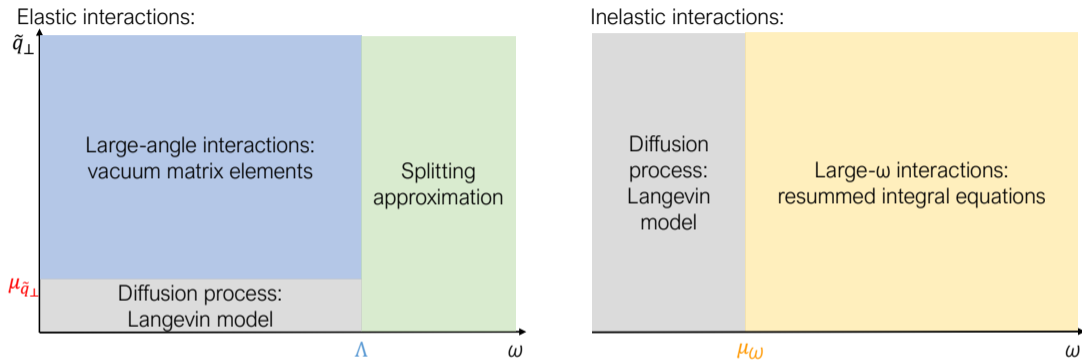 Elastic interactions:
q̃⊥
Large-angle interactions:
vacuum matrix elements
Splitting
approximation
μq̃⊥
Diffusion process:
Langevin model
Λ
ω
Inelastic interactions:
Diffusion
process:
Langevin
model
Large-ω interactions:
resummed integral equations
μω
ω